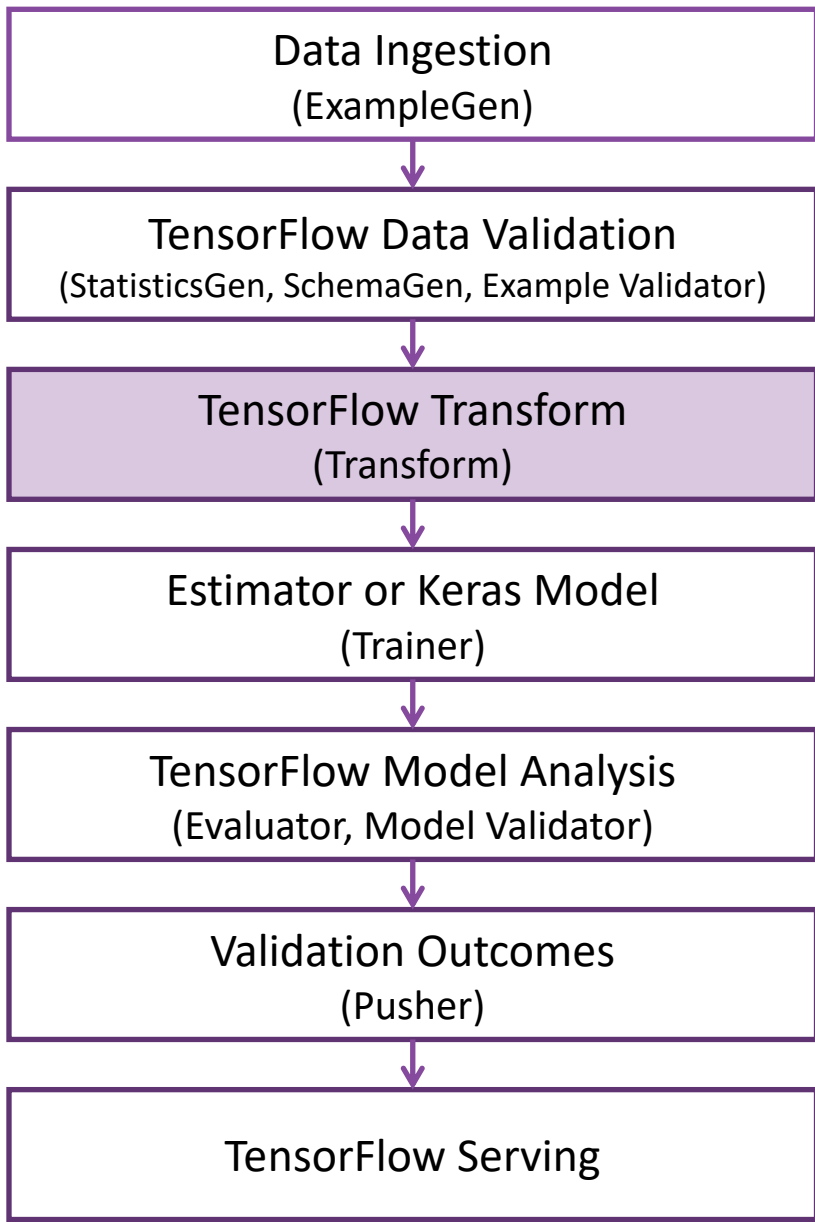 Data Ingestion
(ExampleGen)
TensorFlow Data Validation
(StatisticsGen, SchemaGen, Example Validator)
TensorFlow Transform
(Transform)
Estimator or Keras Model
(Trainer)
TensorFlow Model Analysis
(Evaluator, Model Validator)
Validation Outcomes
(Pusher)
TensorFlow Serving